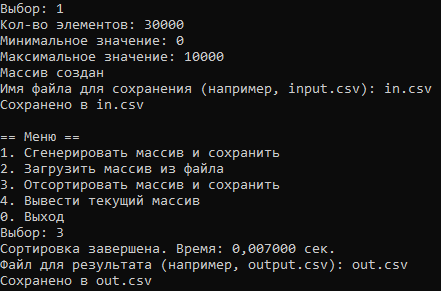 Выбор: 1
Кол-во элементов: 30000
Минимальное значение: 0
Максимальное значение: 10000
Массив создан
Имя файла для сохранения (например, input.csv): in.csv
Сохранено в in.csv

== Меню ==
1. Сгенерировать массив и сохранить
2. Загрузить массив из файла
3. Отсортировать массив и сохранить
4. Вывести текущий массив
0. Выход
Выбор: 3
Сортировка завершена. Время: 0,007000 сек.
Файл для результата (например, output.csv): out.csv
Сохранено в out.csv